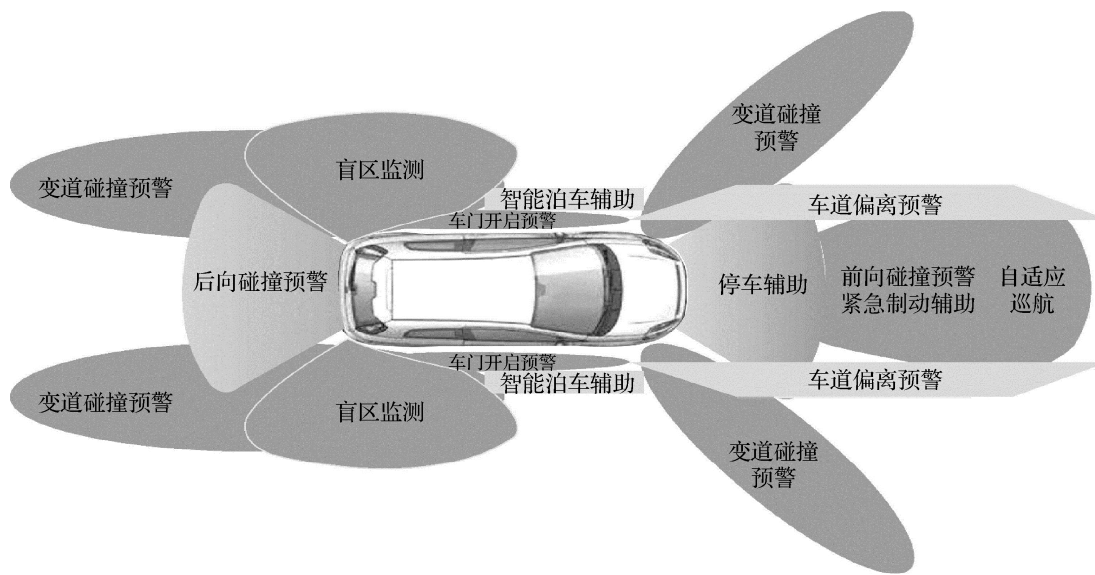 变道碰撞
预警
变道碰撞预警
盲区监测
智能泊车辅助
车门开启预警
车道偏离预警
后向碰撞预警
停车辅助
前向碰撞预警
紧急制动辅助
自适应
巡航
车门开启预警
智能泊车辅助
车道偏离预警
变道碰撞预警
盲区监测
变道碰撞
预警